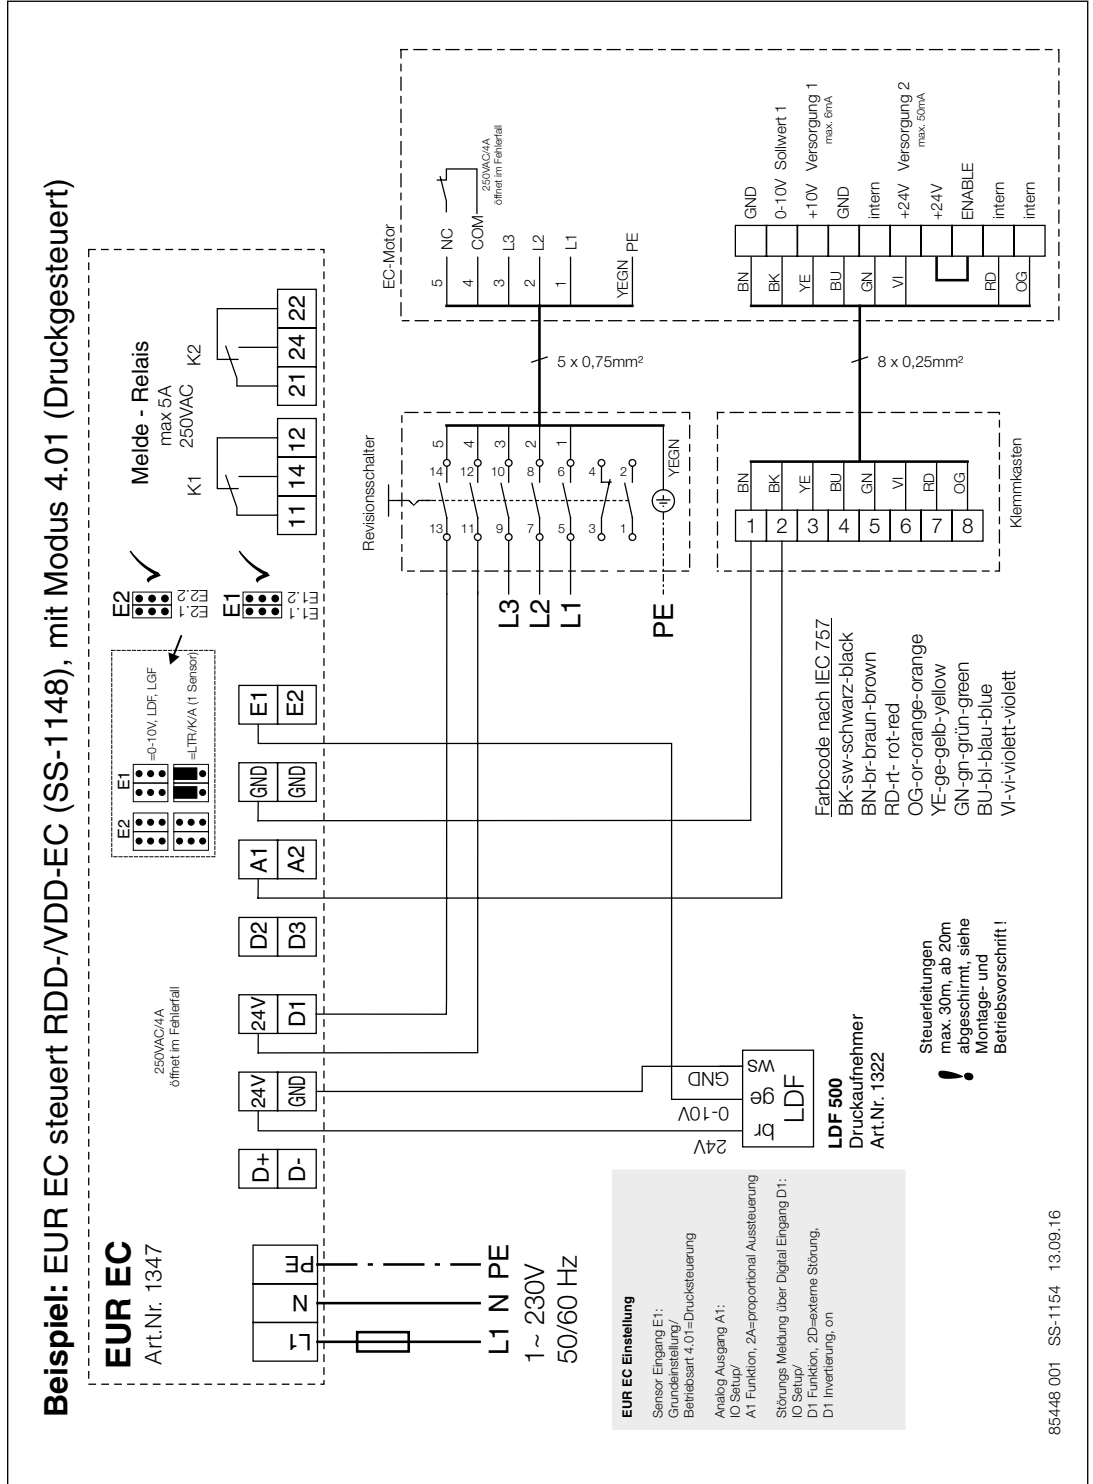 Beispiel: EUR EC steuert RDD-/VDD-EC (SS-1148), mit Modus 4.01 (Druckgesteuert)
EUR EC
Art.Nr. 1347
250VAC/4A
öffnet im Fehlerfall
E2 E1
=0-10V, LDF, LGF
=LTR/K/A (1 Sensor)
E2
E2.1
E2.2
E1
E1.1
E1.2
Melde - Relais
max 5A
250VAC
K1 K2
11 14 12
21 24 22
L1 N PE
D+ 24V 24V D2 A1 GND E1
D- GND D1 D3 A2 GND E2
L1 N PE
1~ 230V
50/60 Hz
24V
0-10V
GND
br ge ws
LDF
LDF 500
Druckaufnehmer
Art.Nr. 1322
L3
L2
L1
PE
Revisionsschalter
13 14 5
11 12 4
9 10 3
7 8 2
5 6 1
3 4
1 2
YEGN
5 x 0,75mm²
EC-Motor
5 NC
4 COM
3 L3
2 L2
1 L1
YEGN PE
250VAC/4A
öffnet im Fehlerfall
Klemmkasten
1 BN
2 BK
3 YE
4 BU
5 GN
6 VI
7 RD
8 OG
8 x 0,25mm²
BN GND
BK 0-10V Sollwert 1
YE +10V Versorgung 1
max. 6mA
BU GND
GN intern
VI +24V Versorgung 2
max. 50mA
+24V
ENABLE
RD intern
OG intern
Farbcode nach IEC 757
BK-sw-schwarz-black
BN-br-braun-brown
RD-rt- rot-red
OG-or-orange-orange
YE-ge-gelb-yellow
GN-gn-grün-green
BU-bl-blau-blue
VI-vi-violett-violett
! Steuerleitungen
max. 30m, ab 20m
abgeschirmt, siehe
Montage- und
Betriebsvorschrift !
EUR EC Einstellung
Sensor Eingang E1:
Grundeinstellung/
Betriebsart 4.01=Drucksteuerung
Analog Ausgang A1:
IO Setup/
A1 Funktion, 2A=proportional Aussteuerung
Störungs Meldung über Digital Eingang D1:
IO Setup/
D1 Funktion, 2D=externe Störung,
D1 Invertierung, on
85448 001 SS-1154 13.09.16